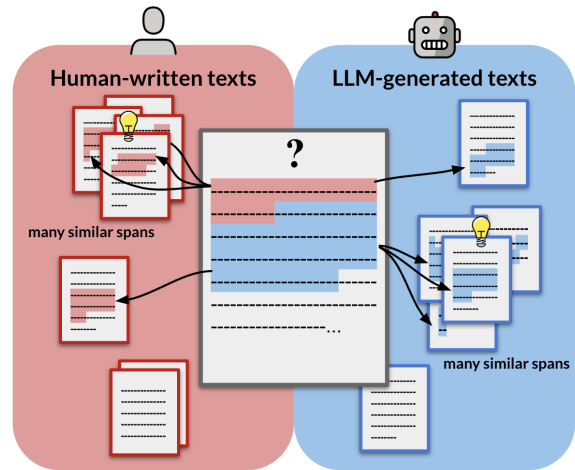 Human-written texts
LLM-generated texts
?
many similar spans
many similar spans
...